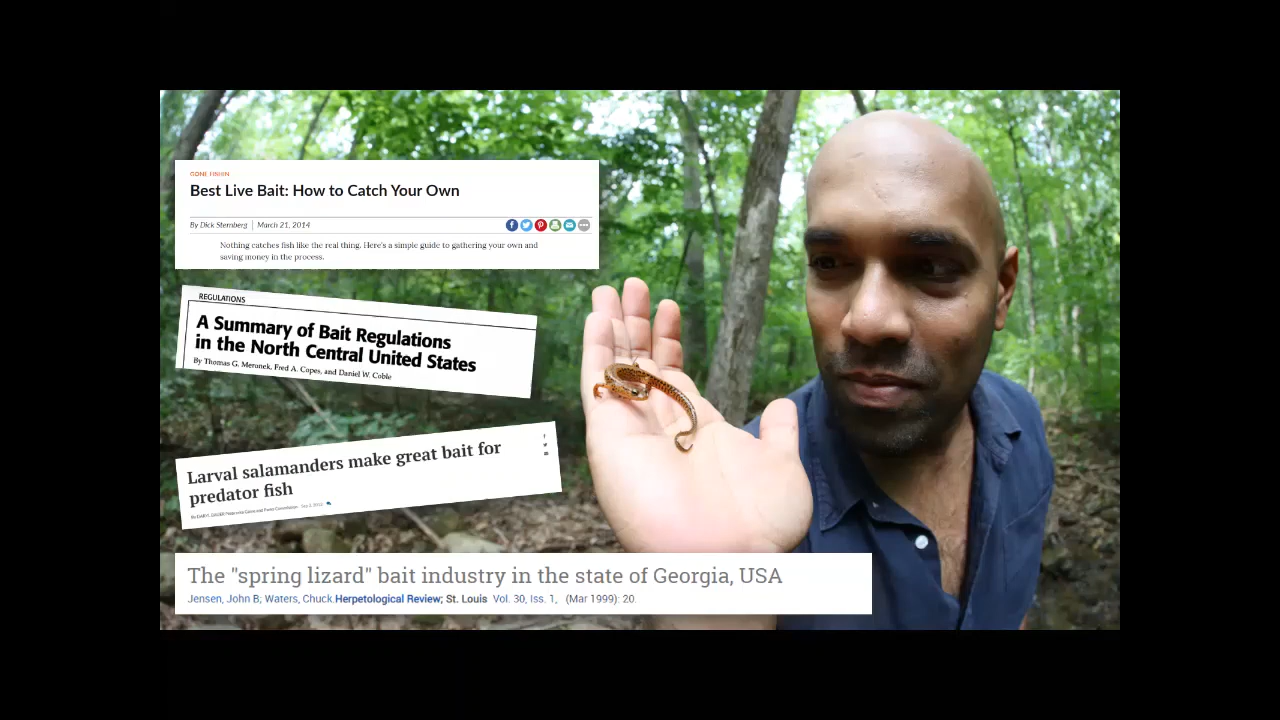 GONE FISHIN
Best Live Bait: How to Catch Your Own
By Dick Sternberg | March 21, 2014
Nothing catches fish like the real thing. Here's a simple guide to gathering your own and
saving money in the process.
REGULATIONS
A Summary of Bait Regulations
in the North Central United States
By Thomas G. Meronek, Fred A. Copes, and Daniel W. Coble
Larval salamanders make great bait for
predator fish
The "spring lizard" bait industry in the state of Georgia, USA
Jensen, John B; Waters, Chuck. Herpetological Review; St. Louis Vol. 30, Iss. 1, (Mar 1999): 20.